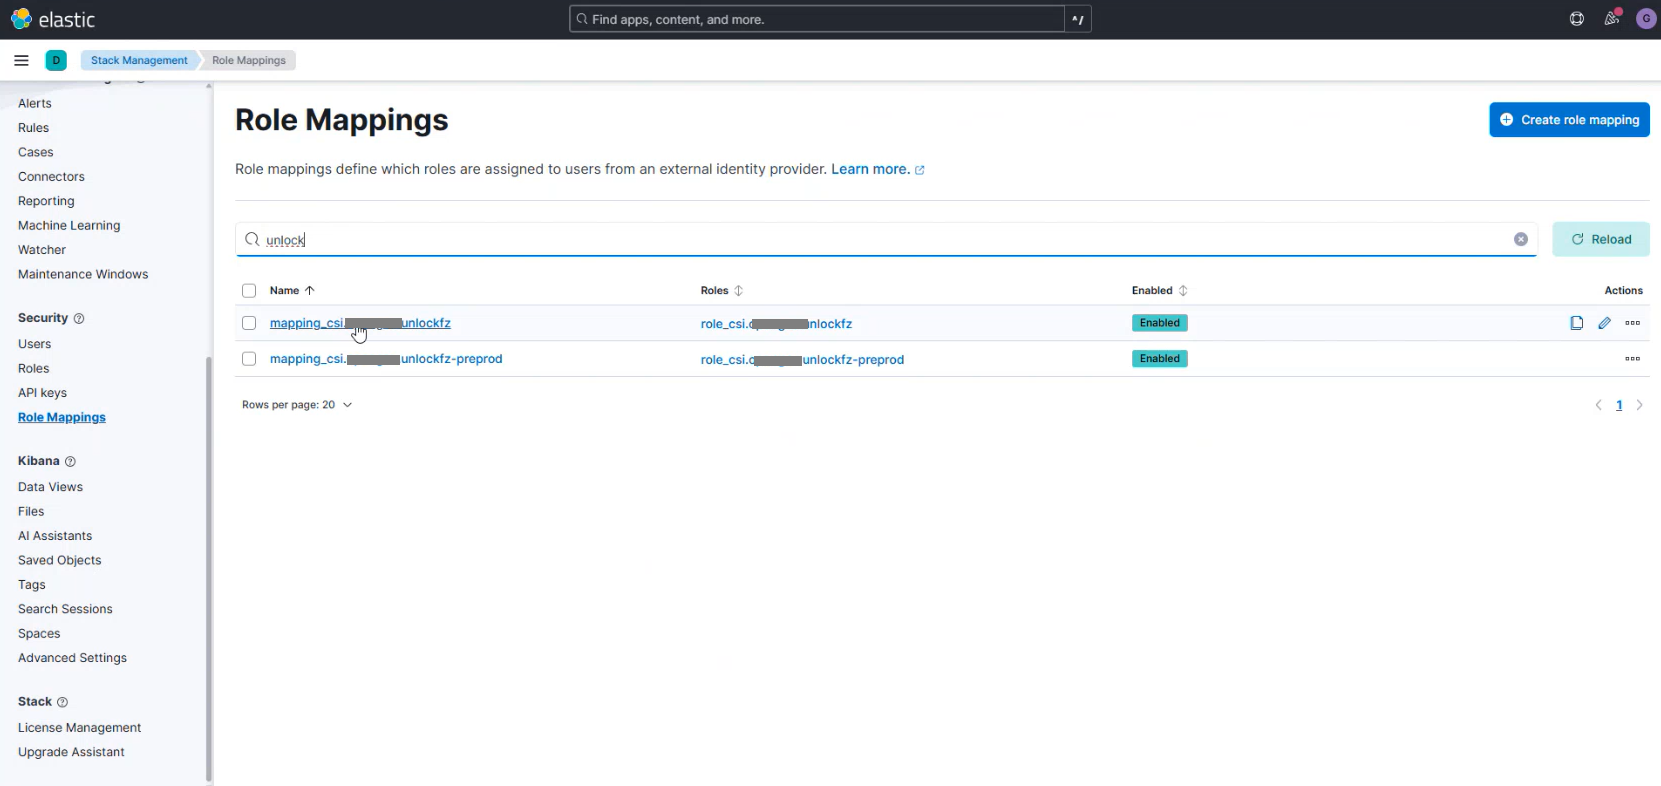 elastic
Find apps, content, and more.
^/
G
D
Stack Management
Role Mappings
Alerts
Rules
Cases
Connectors
Reporting
Machine Learning
Watcher
Maintenance Windows
Security
Users
Roles
API keys
Role Mappings
Kibana
Data Views
Files
AI Assistants
Saved Objects
Tags
Search Sessions
Spaces
Advanced Settings
Stack
License Management
Upgrade Assistant
Role Mappings
Create role mapping
Role mappings define which roles are assigned to users from an external identity provider. Learn more.
unlock
Reload
Name Roles Enabled Actions
mapping_csi. unlockfz role_csi. nlockfz Enabled
mapping_csi. unlockfz-preprod role_csi. unlockfz-preprod Enabled
Rows per page: 20
1